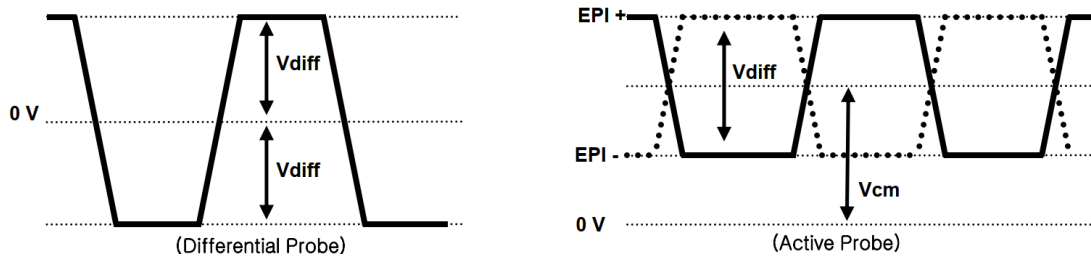 Vdiff
0 V
Vdiff
(Differential Probe)
EPI +
Vdiff
EPI -
Vcm
0 V
(Active Probe)